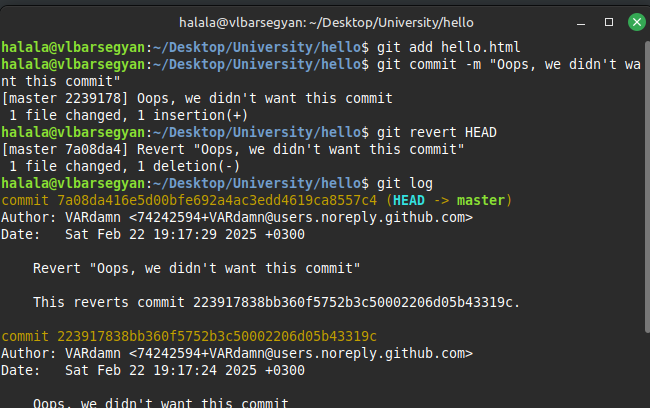 halala@vlbarsegyan: ~/Desktop/University/hello
halala@vlbarsegyan:~/Desktop/University/hello$ git add hello.html
halala@vlbarsegyan:~/Desktop/University/hello$ git commit -m "Oops, we didn't wa
nt this commit"
[master 2239178] Oops, we didn't want this commit
 1 file changed, 1 insertion(+)
halala@vlbarsegyan:~/Desktop/University/hello$ git revert HEAD
[master 7a08da4] Revert "Oops, we didn't want this commit"
 1 file changed, 1 deletion(-)
halala@vlbarsegyan:~/Desktop/University/hello$ git log
commit 7a08da416e5d00bfe692a4ac3edd4619ca8557c4 (HEAD -> master)
Author: VARdamn <74242594+VARdamn@users.noreply.github.com>
Date:   Sat Feb 22 19:17:29 2025 +0300
    Revert "Oops, we didn't want this commit"
    This reverts commit 223917838bb360f5752b3c50002206d05b43319c.
commit 223917838bb360f5752b3c50002206d05b43319c
Author: VARdamn <74242594+VARdamn@users.noreply.github.com>
Date:   Sat Feb 22 19:17:24 2025 +0300
    Oops, we didn't want this commit